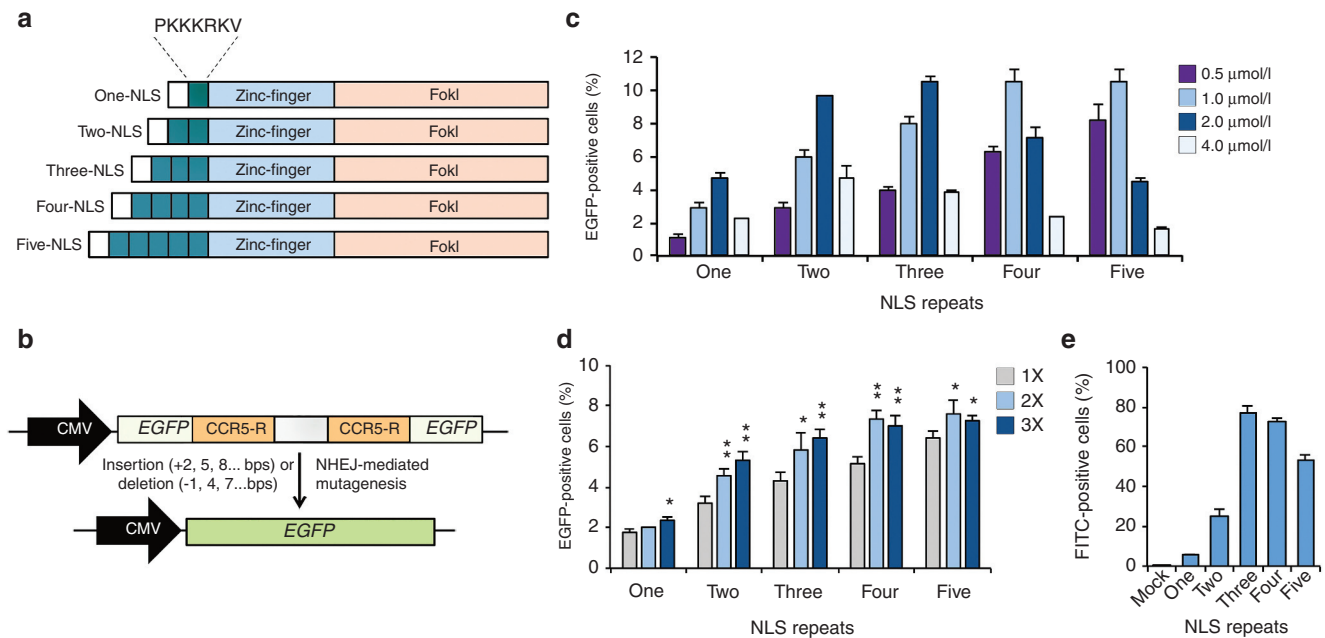 a
PKKKRKV
One-NLS Zinc-finger FokI
Two-NLS Zinc-finger FokI
Three-NLS Zinc-finger FokI
Four-NLS Zinc-finger FokI
Five-NLS Zinc-finger FokI
b
CMV EGFP CCR5-R CCR5-R EGFP
Insertion (+2, 5, 8... bps) or
deletion (-1, 4, 7...bps)
NHEJ-mediated
mutagenesis
CMV EGFP
c
EGFP-positive cells (%)
12
10
8
6
4
2
0
One Two Three Four Five
NLS repeats
0.5 μmol/l
1.0 μmol/l
2.0 μmol/l
4.0 μmol/l
d
EGFP-positive cells (%)
10
8
6
4
2
0
* ** ** * ** ** ** * *
One Two Three Four Five
NLS repeats
1X
2X
3X
e
FITC-positive cells (%)
100
80
60
40
20
0
Mock One Two Three Four Five
NLS repeats